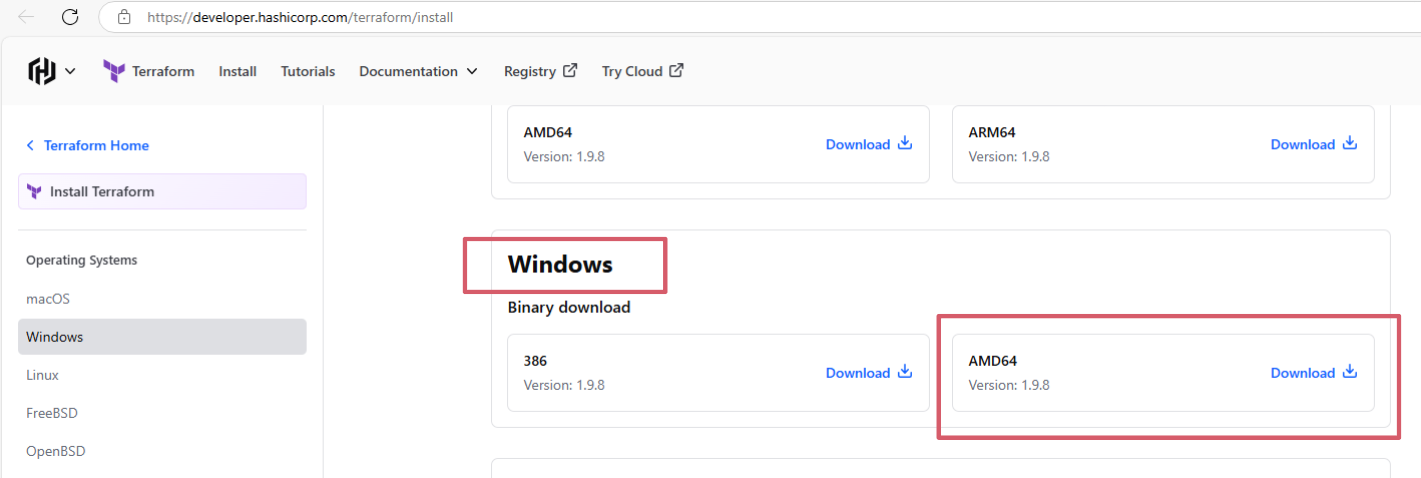 https://developer.hashicorp.com/terraform/install
Terraform Install Tutorials Documentation Registry Try Cloud
Terraform Home
Install Terraform
Operating Systems
macOS
Windows
Linux
FreeBSD
OpenBSD
AMD64
Version: 1.9.8
Download
ARM64
Version: 1.9.8
Download
Windows
Binary download
386
Version: 1.9.8
Download
AMD64
Version: 1.9.8
Download